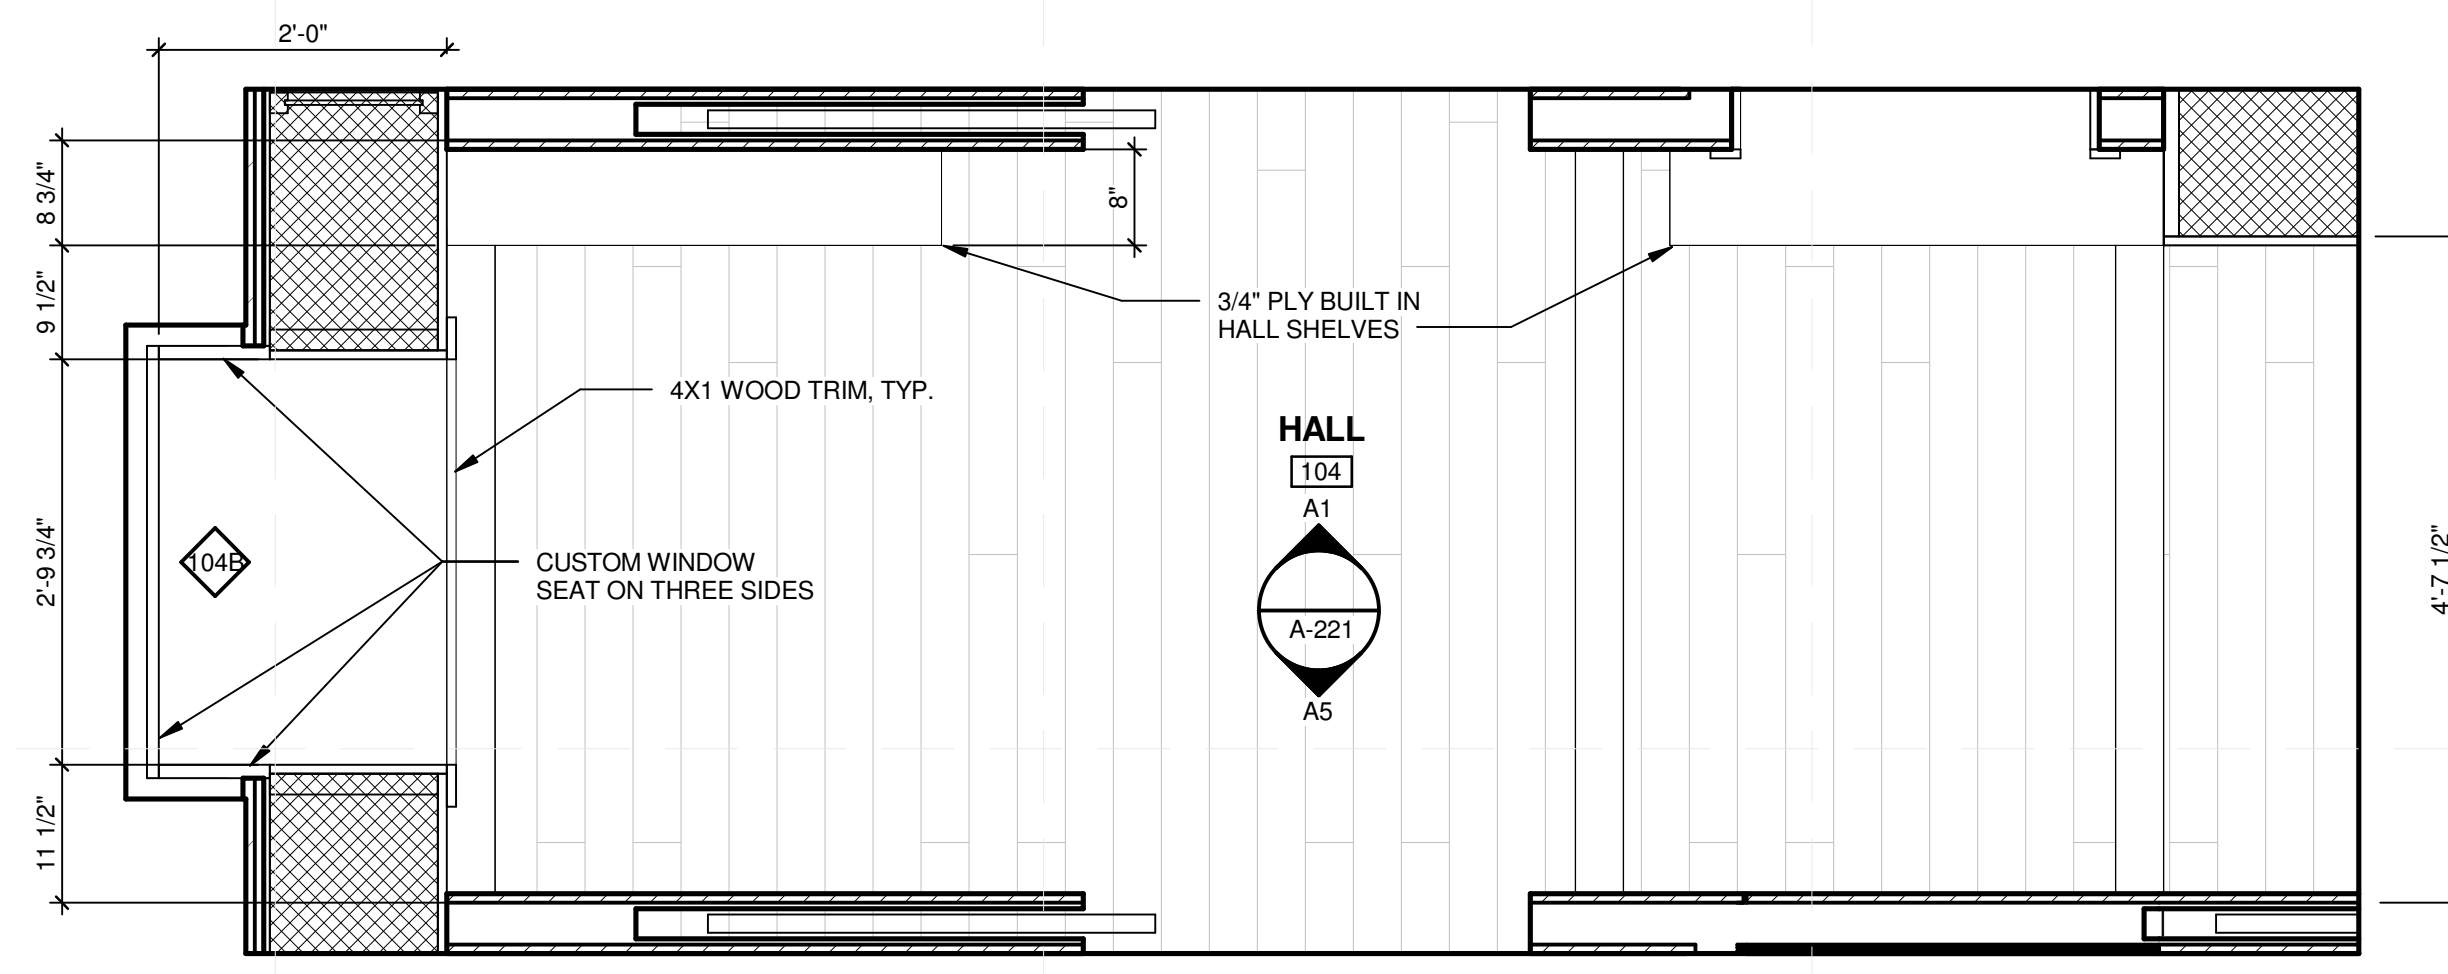 2'-0"
8 3/4"
9 1/2"
2'-9 3/4"
11 1/2"
8"
3/4" PLY BUILT IN
HALL SHELVES
4X1 WOOD TRIM, TYP.
HALL
104
A1
A-221
A5
104B
CUSTOM WINDOW
SEAT ON THREE SIDES
4'-7 1/2"